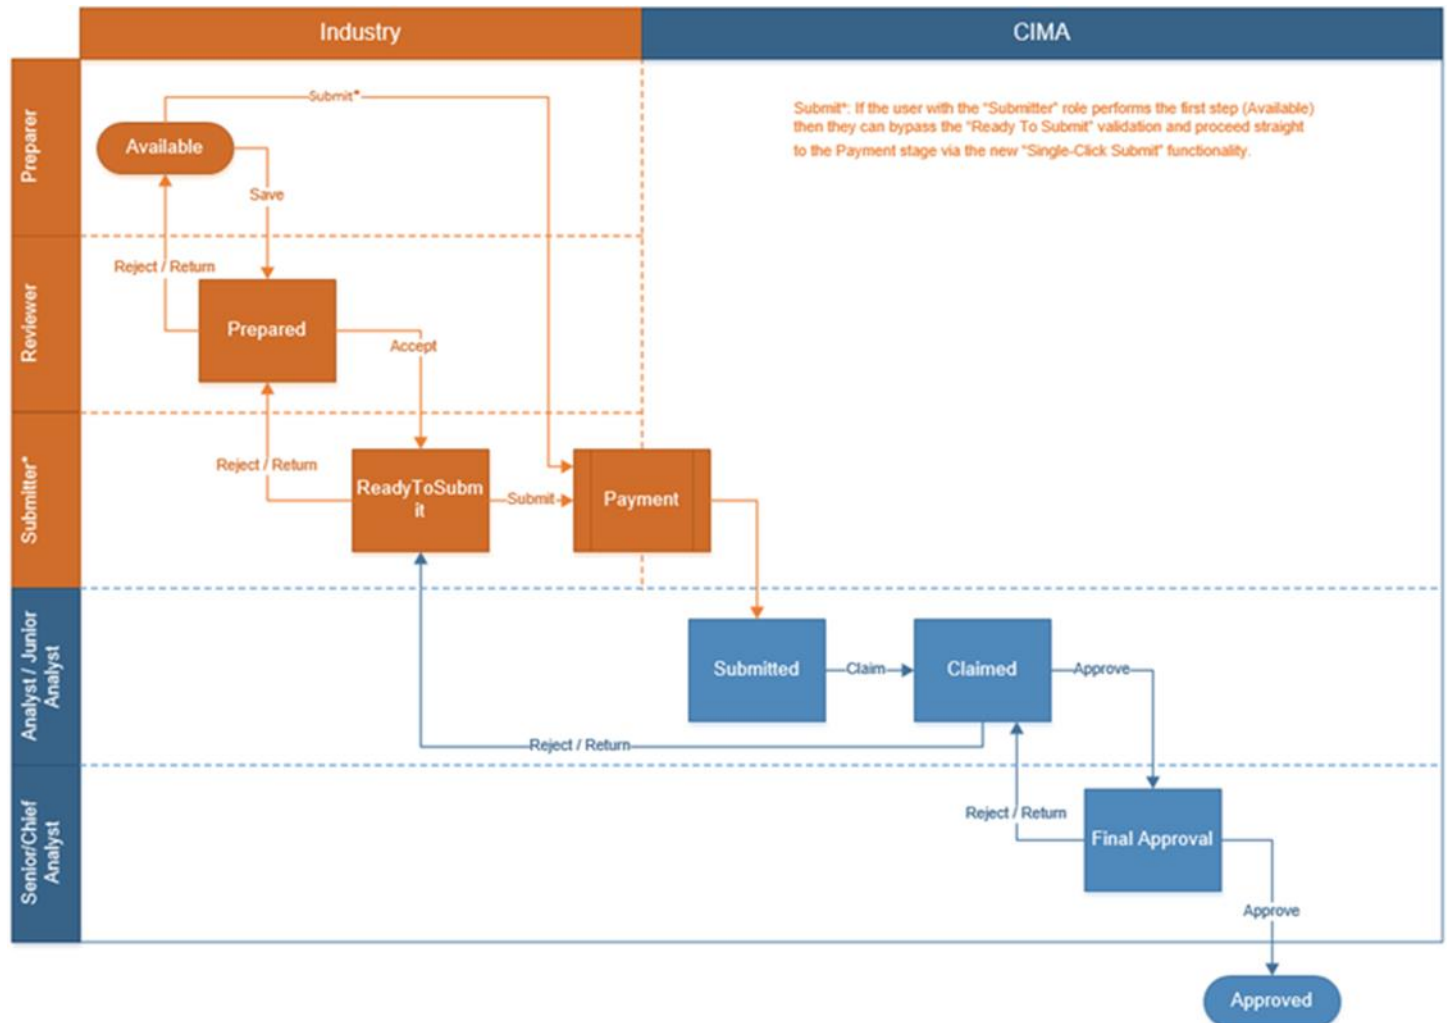 Industry
CIMA
Preparer
Submit*
Submit*: If the user with the "Submitter" role performs the first step (Available)
then they can bypass the "Ready To Submit" validation and proceed straight
to the Payment stage via the new "Single-Click Submit" functionality.
Available
Save
Reviewer
Reject / Return
Prepared
Accept
Submitter*
Reject / Return
ReadyToSubm
it
Submit
Payment
Analyst / Junior
Analyst
Submitted
Claim
Claimed
Approve
Reject / Return
Senior/Chief
Analyst
Reject / Return
Final Approval
Approve
Approved